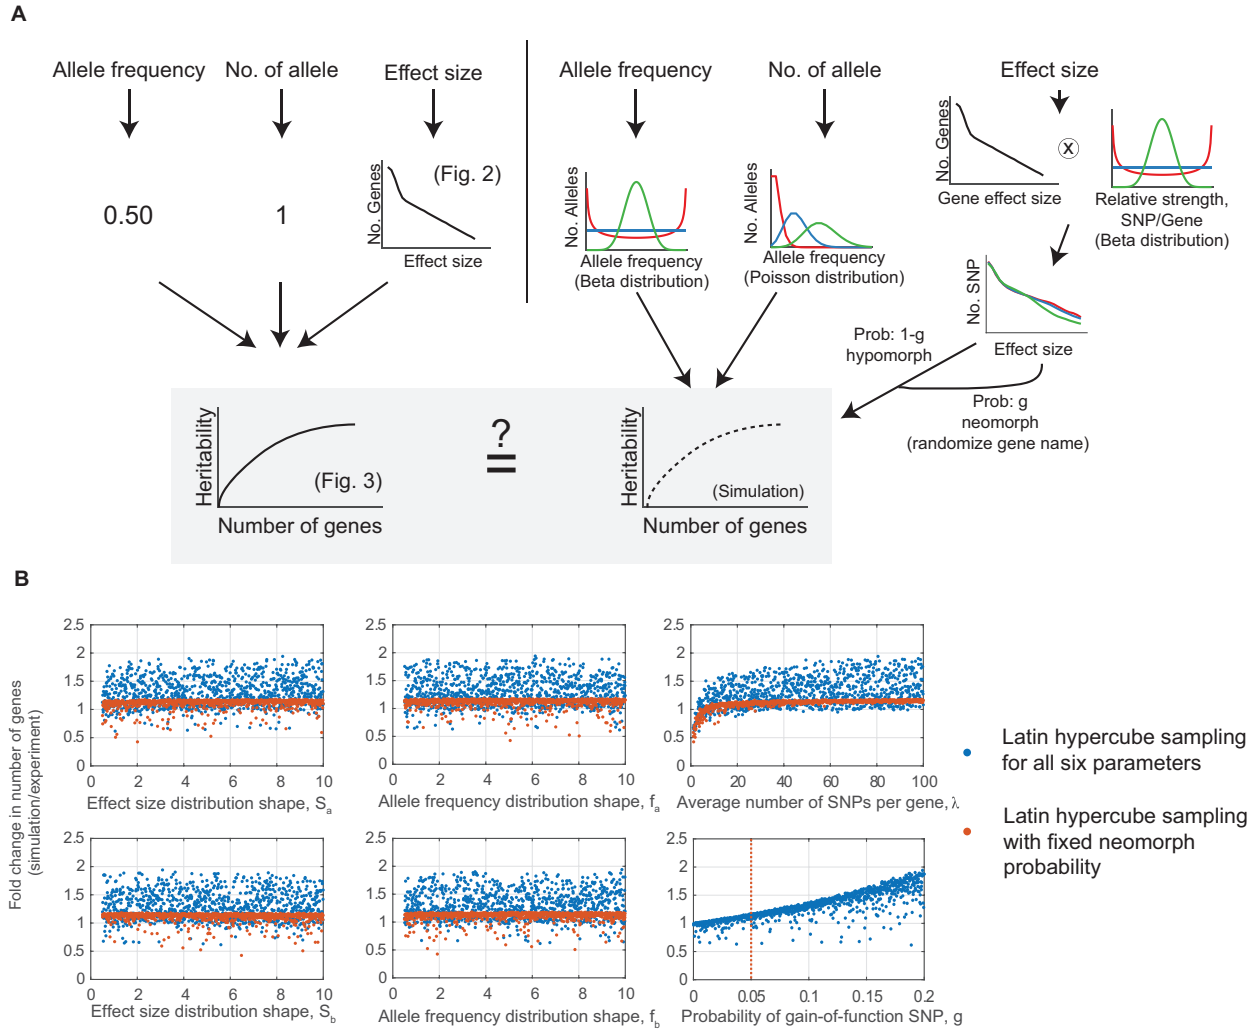 A
Allele frequency
No. of allele
Effect size
0.50
1
No. Genes
(Fig. 2)
Effect size
Allele frequency
No. of allele
Effect size
No. Alleles
Allele frequency
(Beta distribution)
No. Alleles
Allele frequency
(Poisson distribution)
No. Genes
Gene effect size
X
Relative strength,
SNP/Gene
(Beta distribution)
No. SNP
Effect size
Prob: 1-g
hypomorph
Prob: g
neomorph
(randomize gene name)
Heritability
(Fig. 3)
Number of genes
?
=
Heritability
(Simulation)
Number of genes
B
Fold change in number of genes
(simulation/experiment)
2.5
2
1.5
1
0.5
0
0 2 4 6 8 10
Effect size distribution shape, Sa
2.5
2
1.5
1
0.5
0
0 2 4 6 8 10
Allele frequency distribution shape, fa
2.5
2
1.5
1
0.5
0
0 20 40 60 80 100
Average number of SNPs per gene, λ
2.5
2
1.5
1
0.5
0
0 2 4 6 8 10
Effect size distribution shape, Sb
2.5
2
1.5
1
0.5
0
0 2 4 6 8 10
Allele frequency distribution shape, fb
2.5
2
1.5
1
0.5
0
0 0.05 0.1 0.15 0.2
Probability of gain-of-function SNP, g
Latin hypercube sampling
for all six parameters
Latin hypercube sampling
with fixed neomorph
probability